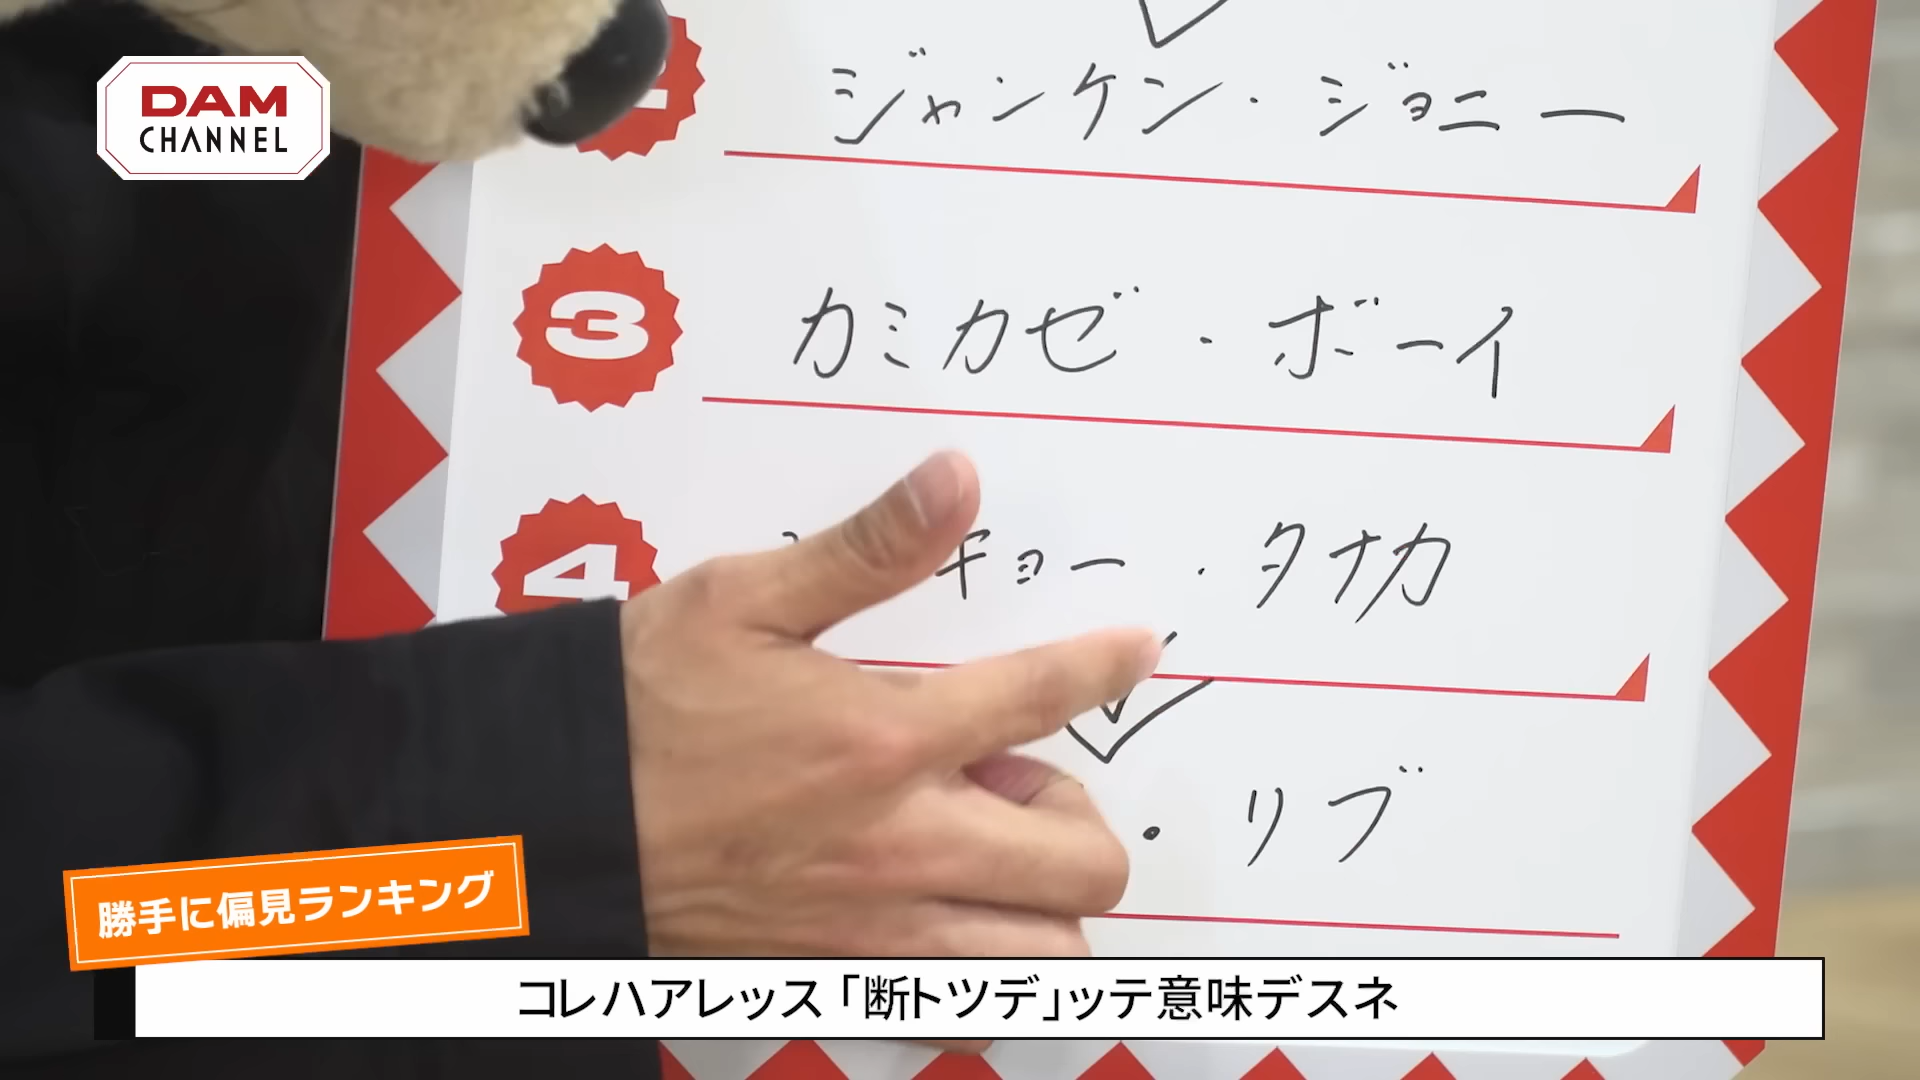 DAM
CHANNEL
ジャンケン・ジョニー
3
カミカゼ・ボーイ
4
キョー・タナカ
・リブ
勝手に偏見ランキング
コレハアレッス「断トツデ」ッテ意味デスネ